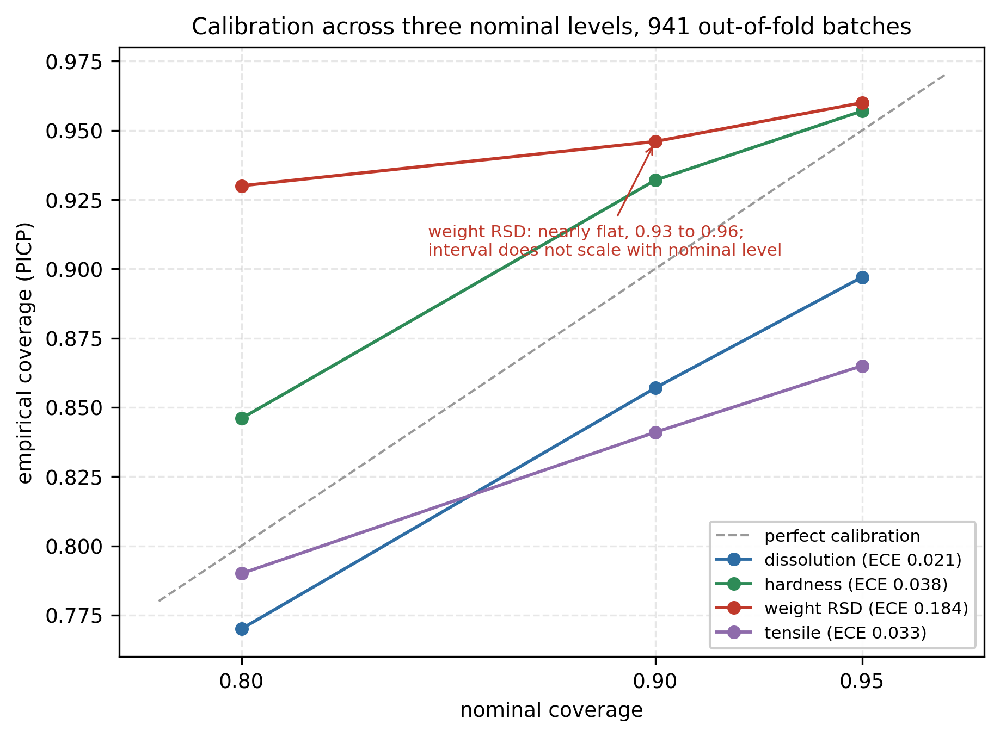 Calibration across three nominal levels, 941 out-of-fold batches
empirical coverage (PICP)
0.975
0.950
0.925
0.900
0.875
0.850
0.825
0.800
0.775
weight RSD: nearly flat, 0.93 to 0.96;
interval does not scale with nominal level
perfect calibration
dissolution (ECE 0.021)
hardness (ECE 0.038)
weight RSD (ECE 0.184)
tensile (ECE 0.033)
0.80
0.90
0.95
nominal coverage